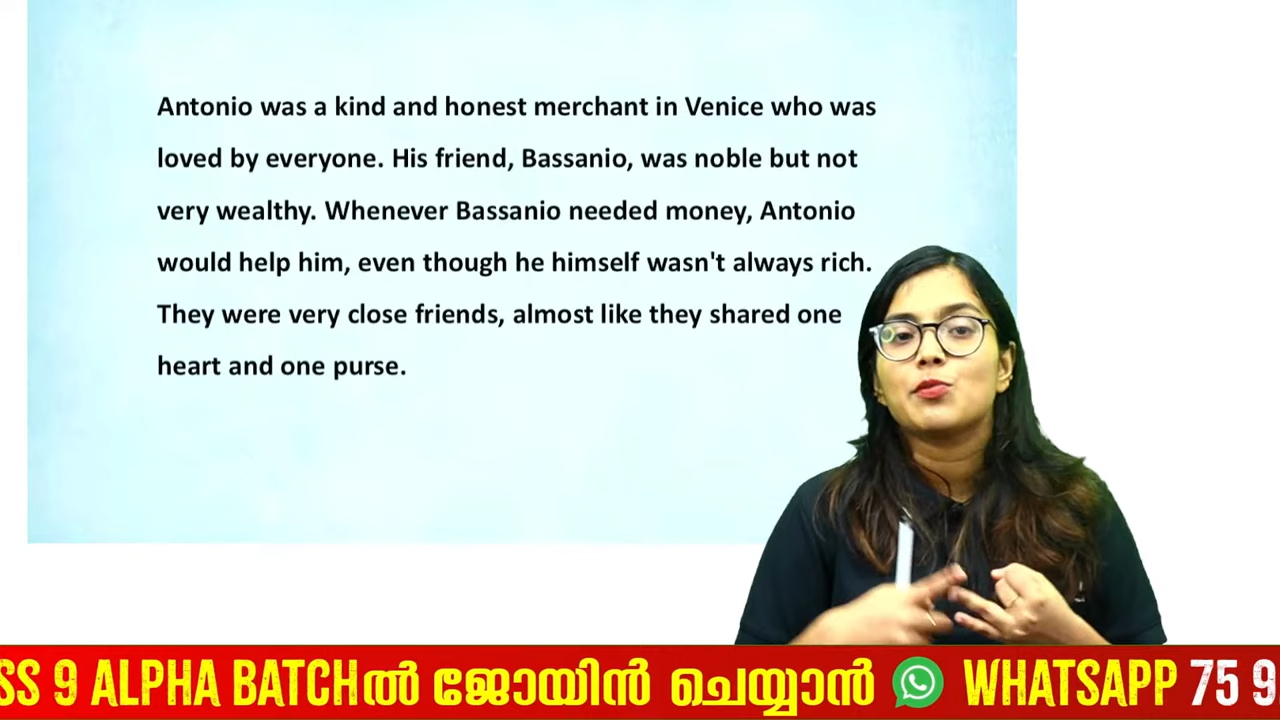 Antonio was a kind and honest merchant in Venice who was
loved by everyone. His friend, Bassanio, was noble but not
very wealthy. Whenever Bassanio needed money, Antonio
would help him, even though he himself wasn't always rich.
They were very close friends, almost like they shared one
heart and one purse.
SS 9 ALPHA BATCHൽ ജോയിൻ ചെയ്യാൻ WHATSAPP 75 9